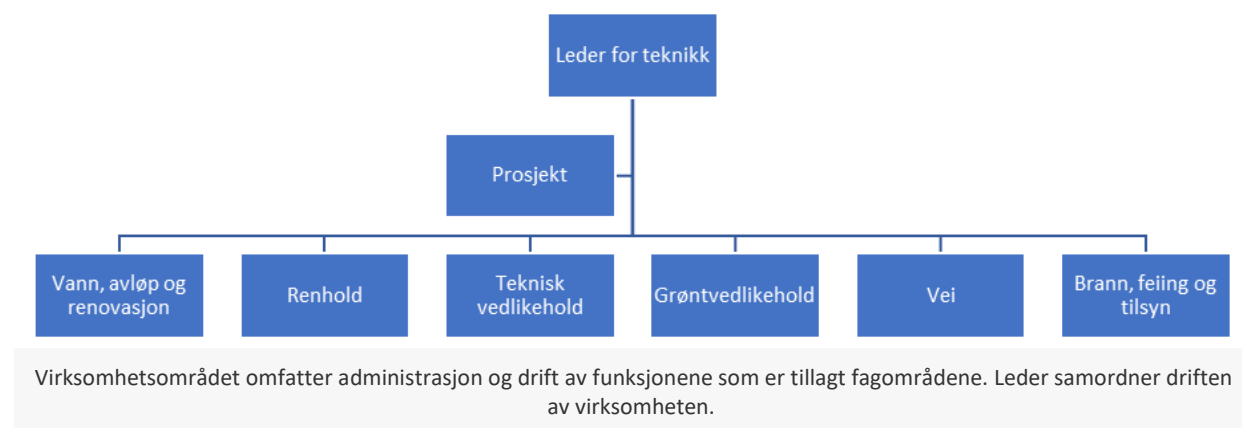 Leder for teknikk
Prosjekt
Vann, avløp og
renovasjon
Renhold
Teknisk
vedlikehold
Grøntvedlikehold
Vei
Brann, feiing og
tilsyn
Virksomhetsområdet omfatter administrasjon og drift av funksjonene som er tillagt fagområdene. Leder samordner driften
av virksomheten.